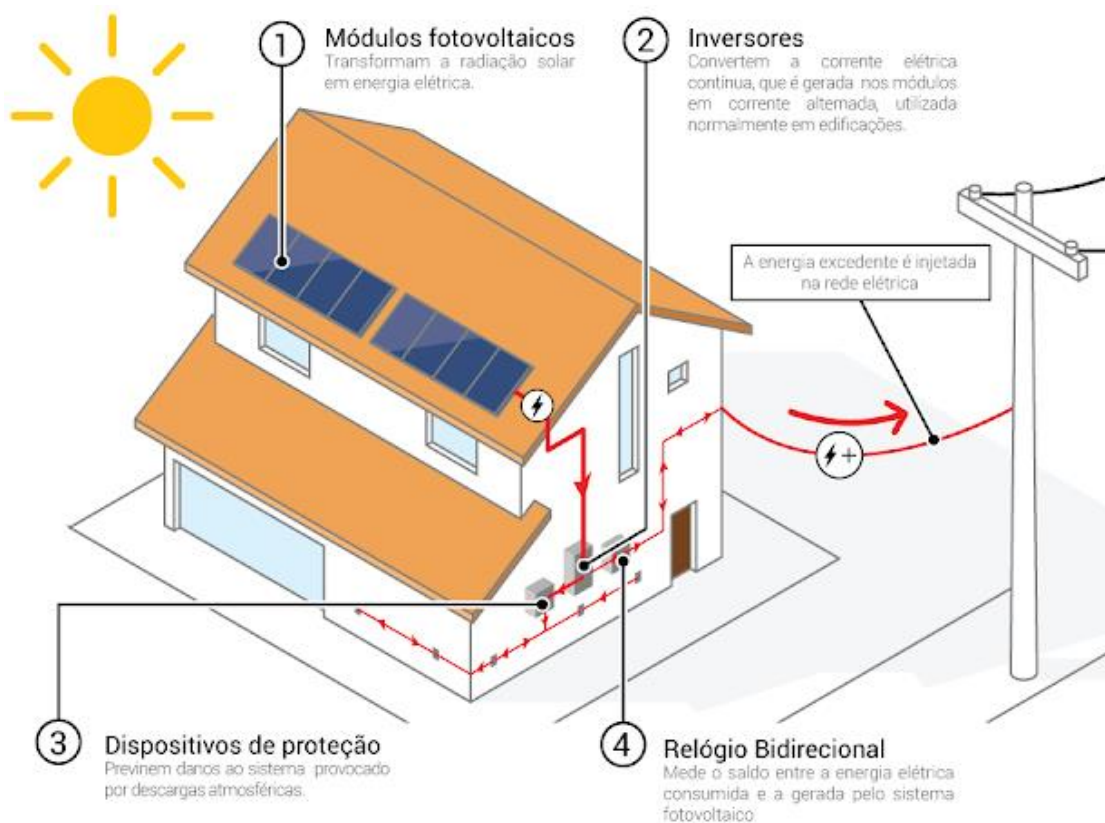 1
Módulos fotovoltaicos
Transformam a radiação solar
em energia elétrica.
2
Inversores
Convertem a corrente elétrica
contínua, que é gerada nos módulos
em corrente alternada, utilizada
normalmente em edificações.
A energia excedente é injetada
na rede elétrica
+
3
Dispositivos de proteção
Previnem danos ao sistema provocado
por descargas atmosféricas.
4
Relógio Bidirecional
Mede o saldo entre a energia elétrica
consumida e a gerada pelo sistema
fotovoltaico